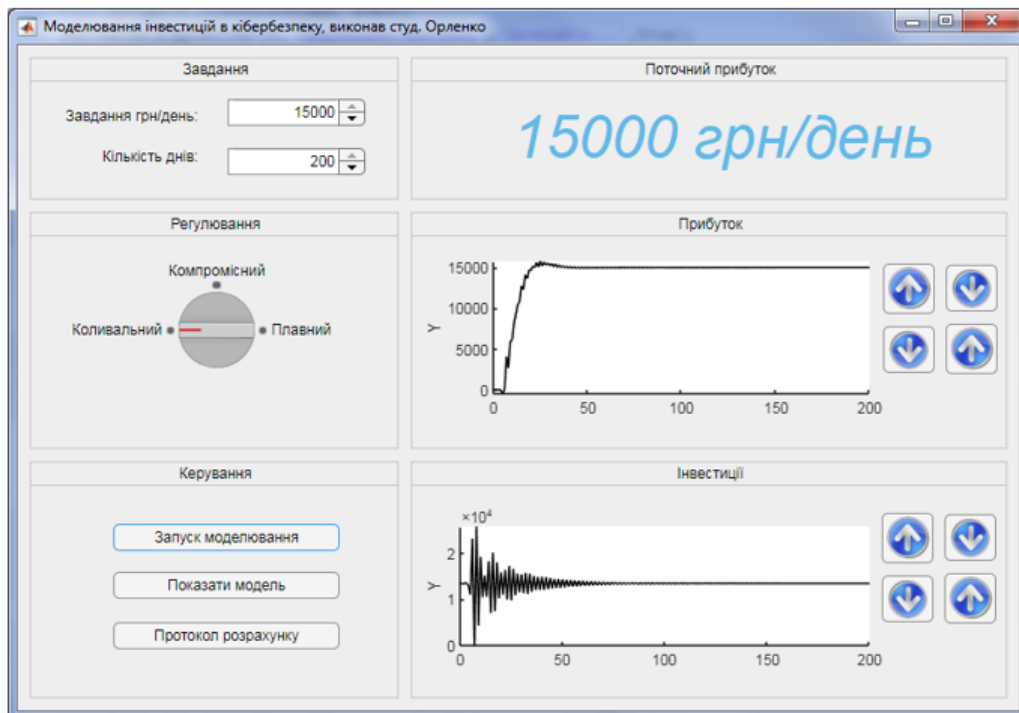 Моделювання інвестицій в кібербезпеку, виконав студ. Орленко
Завдання
Завдання грн/день:
15000
Кількість днів:
200
Поточний прибуток
15000 грн/день
Регулювання
Компромісний
Коливальний
Плавний
Прибуток
15000
10000
5000
0
Y
0 50 100 150 200
Керування
Запуск моделювання
Показати модель
Протокол розрахунку
Інвестиції
×10⁴
2
1
0
Y
0 50 100 150 200